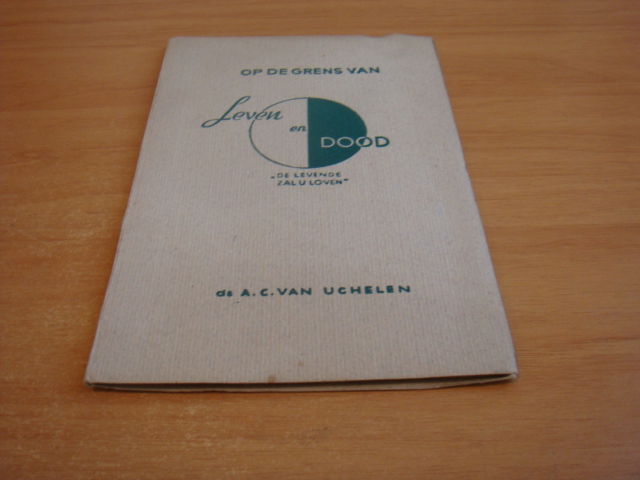 OP DE GRENS VAN
Leven
en
DOOD
„DE LEVENDE
ZAL U LOVEN"
ds A.C. VAN UCHELEN